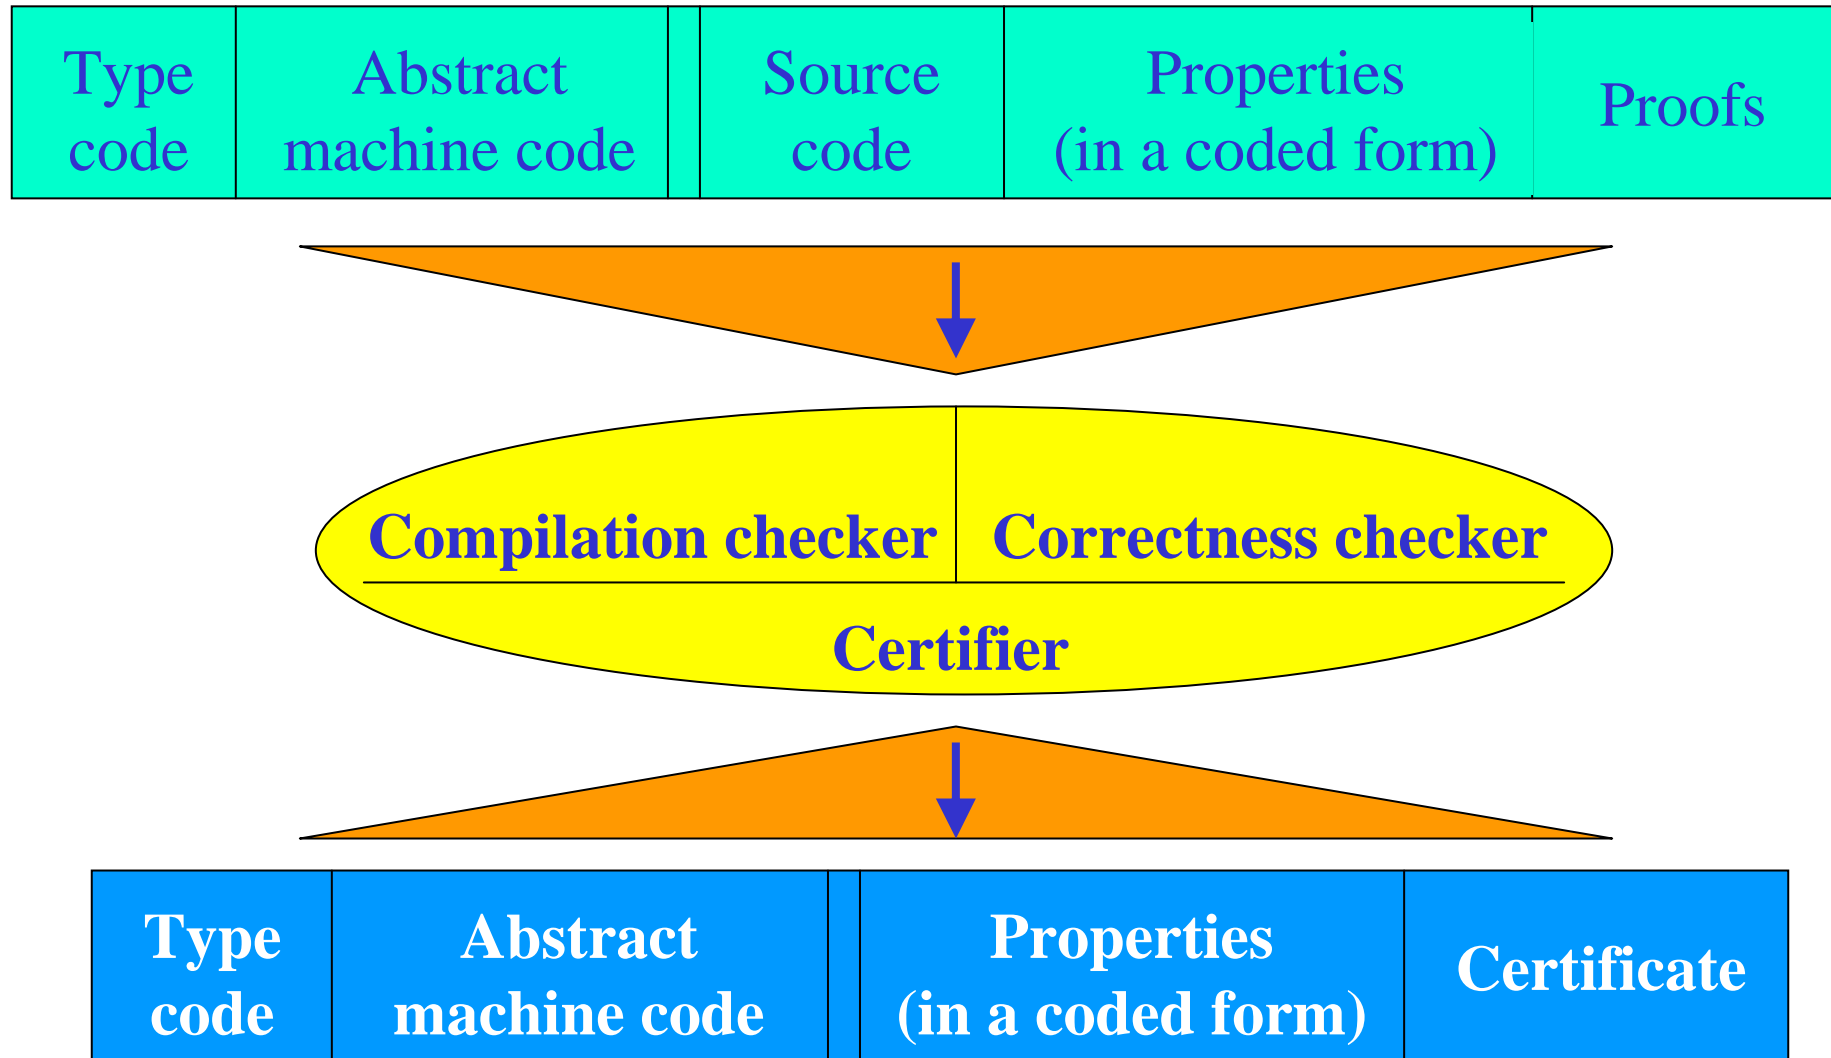 Type
code
Abstract
machine code
Source
code
Properties
(in a coded form)
Proofs
Compilation checker
Correctness checker
Certifier
Type
code
Abstract
machine code
Properties
(in a coded form)
Certificate